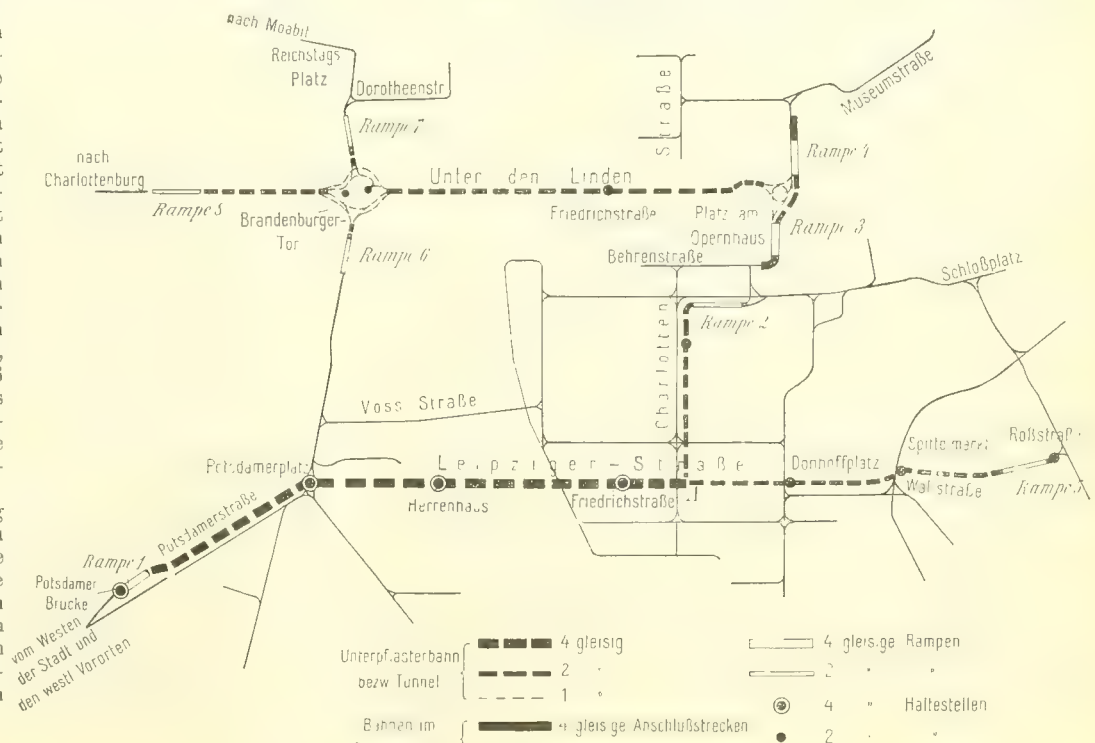 nach Moabit
Reichstags
Platz
Dorotheenstr
Rampe 7
nach
Charlottenburg
Rampe 8
Brandenburger-
Tor
Rampe 6
Unter den Linden
Friedrichstraße
Straße
Museumstraße
Rampe 4
Platz am
Opernhaus
Rampe 3
Behrenstraße
Schloßplatz
Charlotten
Rampe 2
Voss Straße
Potsdamerplatz
Leipziger-Straße
Herrenhaus
Friedrichstraße
Donhoffplatz
Spittelmarkt
Wallstraße
Roßstraße
Rampe 5
Potsdamerstraße
Rampe 1
Potsdamer
Brucke
vom Westen
der Stadt und
den westl Vororten
Unterpflasterbahn
bezw Tunnel
4 gleisig
2 "
1 "
Bahnen im
4 gleisige Anschlußstrecken
4 gleisige Rampen
2 " "
4 " Haltestellen
2 "